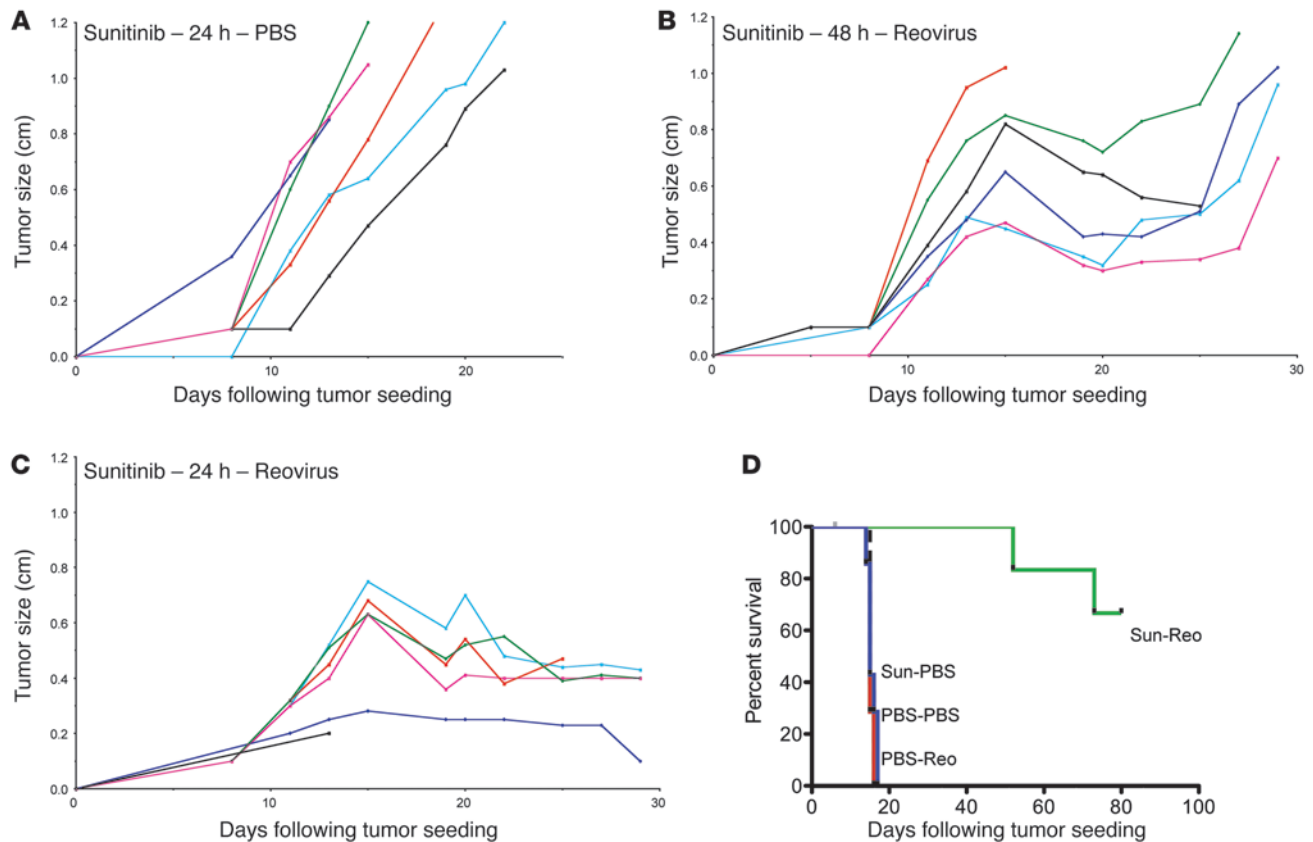 A
Sunitinib – 24 h – PBS
Tumor size (cm)
1.2
1.0
0.8
0.6
0.4
0.2
0.0
0
10
20
Days following tumor seeding
B
Sunitinib – 48 h – Reovirus
Tumor size (cm)
1.2
1.0
0.8
0.6
0.4
0.2
0.0
0
10
20
30
Days following tumor seeding
C
Sunitinib – 24 h – Reovirus
Tumor size (cm)
1.2
1.0
0.8
0.6
0.4
0.2
0.0
0
10
20
30
Days following tumor seeding
D
Percent survival
100
80
60
40
20
0
Sun-Reo
Sun-PBS
PBS-PBS
PBS-Reo
0
20
40
60
80
100
Days following tumor seeding